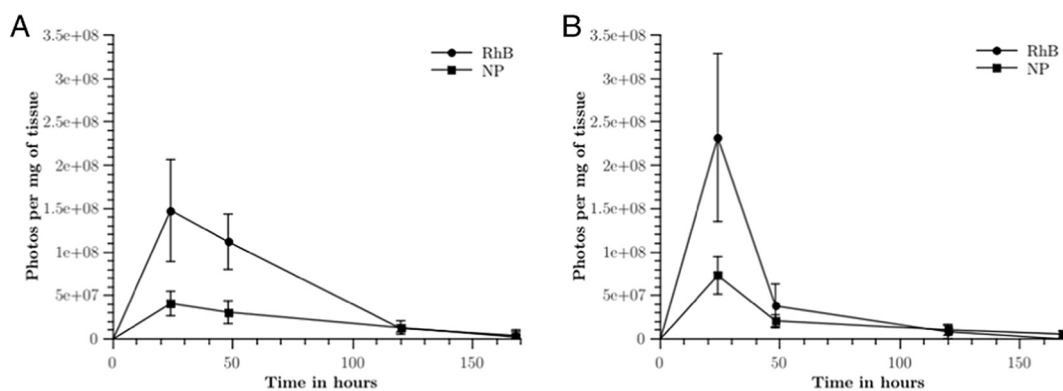 A
Photos per mg of tissue
3.5e+08
3e+08
2.5e+08
2e+08
1.5e+08
1e+08
5e+07
0
RhB
NP
0 50 100 150
Time in hours
B
Photos per mg of tissue
3.5e+08
3e+08
2.5e+08
2e+08
1.5e+08
1e+08
5e+07
0
RhB
NP
0 50 100 150
Time in hours